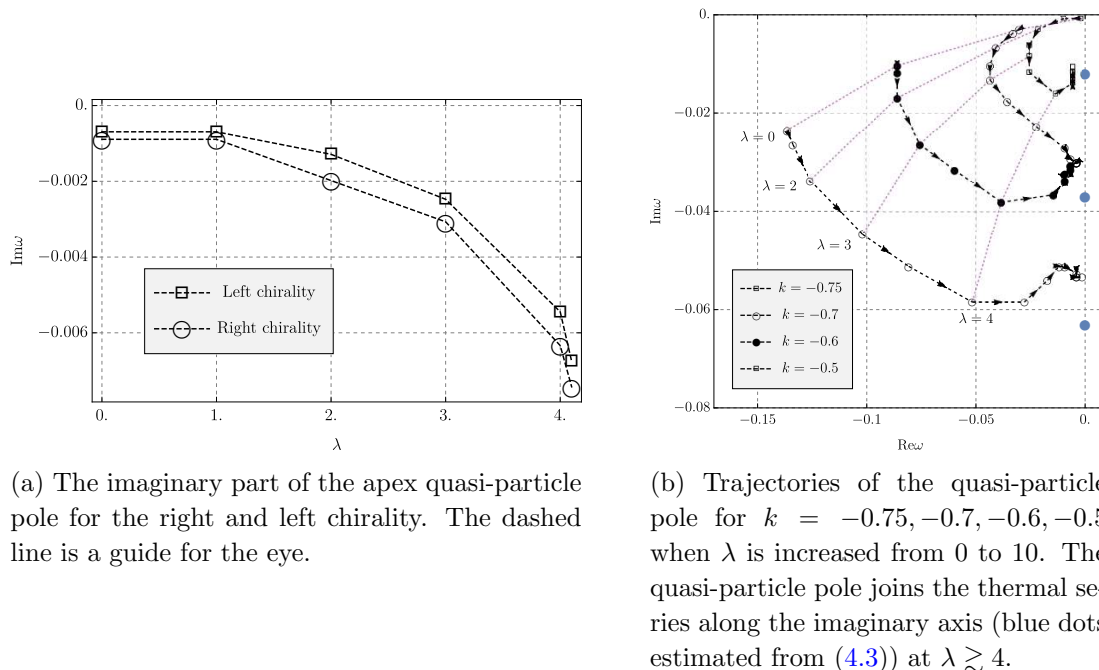 0.
−0.002
−0.004
−0.006
Imω
Left chirality
Right chirality
0. 1. 2. 3. 4.
λ
(a) The imaginary part of the apex quasi-particle
pole for the right and left chirality. The dashed
line is a guide for the eye.
0.
−0.02
−0.04
−0.06
−0.08
Imω
λ = 0
λ = 2
λ = 3
λ = 4
k = −0.75
k = −0.7
k = −0.6
k = −0.5
−0.15 −0.1 −0.05 0.
Reω
(b) Trajectories of the quasi-particle
pole for k = −0.75, −0.7, −0.6, −0.5
when λ is increased from 0 to 10. The
quasi-particle pole joins the thermal se-
ries along the imaginary axis (blue dots
estimated from (4.3)) at λ ≳ 4.